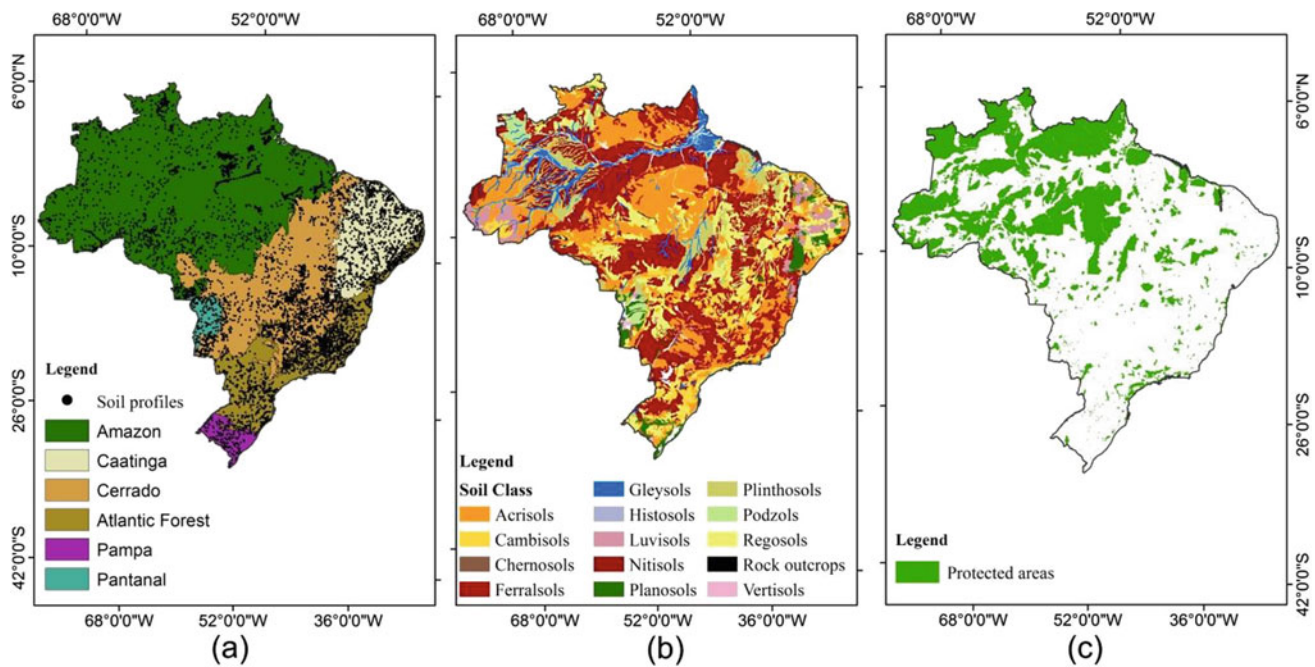 68°0'0"W 52°0'0"W
6°0'0"N
10°0'0"S
26°0'0"S
42°0'0"S
Legend
Soil profiles
Amazon
Caatinga
Cerrado
Atlantic Forest
Pampa
Pantanal
68°0'0"W 52°0'0"W 36°0'0"W
(a)
68°0'0"W 52°0'0"W
Legend
Soil Class
Acrisols
Cambisols
Chernosols
Ferralsols
Gleysols
Histosols
Luvisols
Nitisols
Planosols
Plinthosols
Podzols
Regosols
Rock outcrops
Vertisols
68°0'0"W 52°0'0"W 36°0'0"W
(b)
68°0'0"W 52°0'0"W
6°0'0"N
10°0'0"S
26°0'0"S
42°0'0"S
Legend
Protected areas
68°0'0"W 52°0'0"W 36°0'0"W
(c)